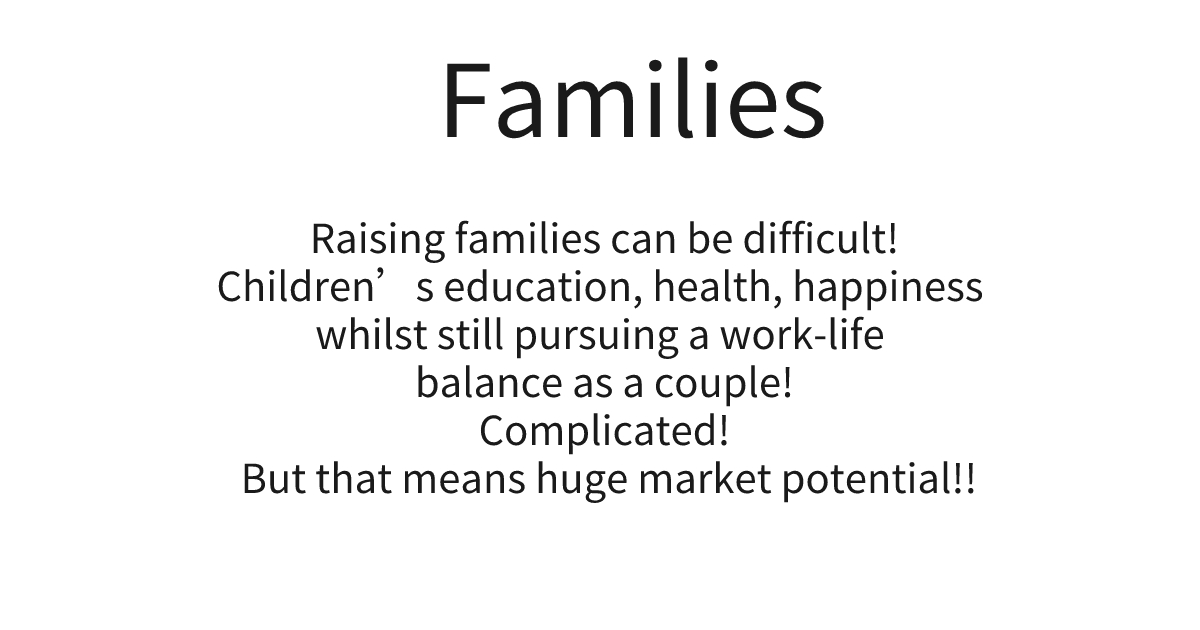 Families
Raising families can be difficult!
Children’s education, health, happiness
whilst still pursuing a work-life
balance as a couple!
Complicated!
But that means huge market potential!!